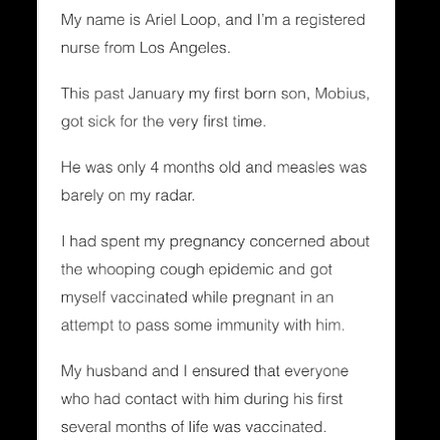 My name is Ariel Loop, and I'm a registered
nurse from Los Angeles.
This past January my first born son, Mobius,
got sick for the very first time.
He was only 4 months old and measles was
barely on my radar.
I had spent my pregnancy concerned about
the whooping cough epidemic and got
myself vaccinated while pregnant in an
attempt to pass some immunity with him.
My husband and I ensured that everyone
who had contact with him during his first
several months of life was vaccinated.